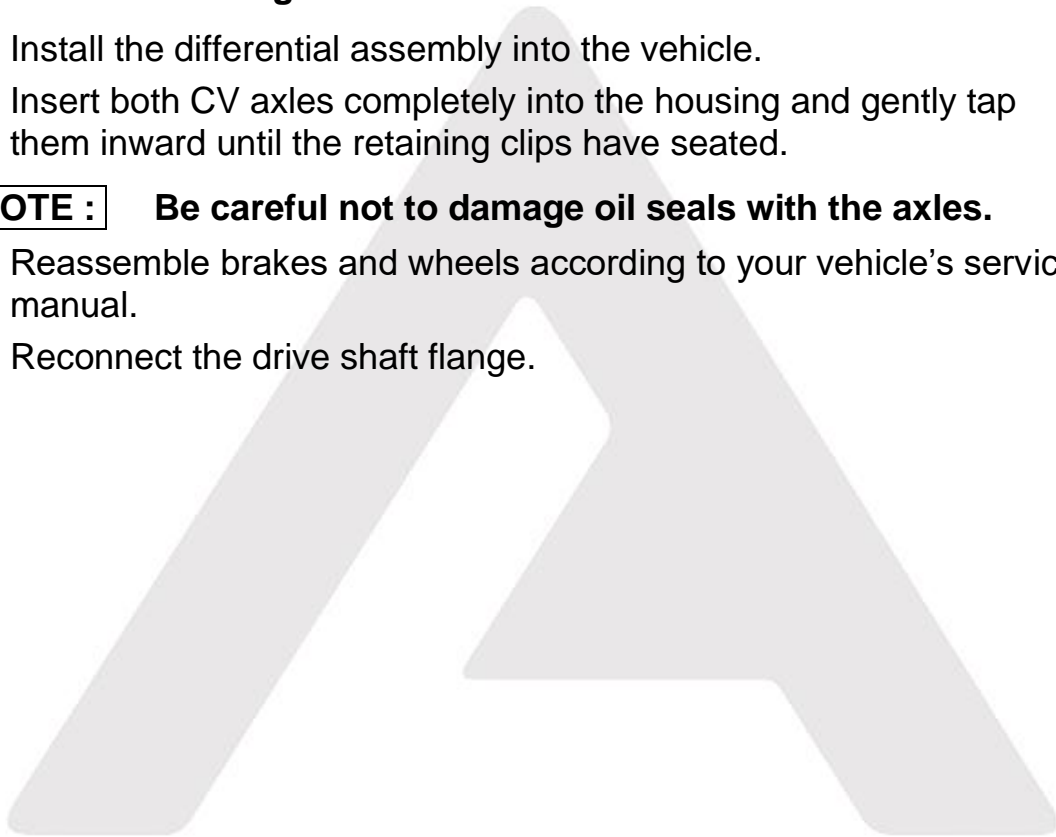 Install the differential assembly into the vehicle.
Insert both CV axles completely into the housing and gently tap
them inward until the retaining clips have seated.
OTE : Be careful not to damage oil seals with the axles.
Reassemble brakes and wheels according to your vehicle’s servic
manual.
Reconnect the drive shaft flange.